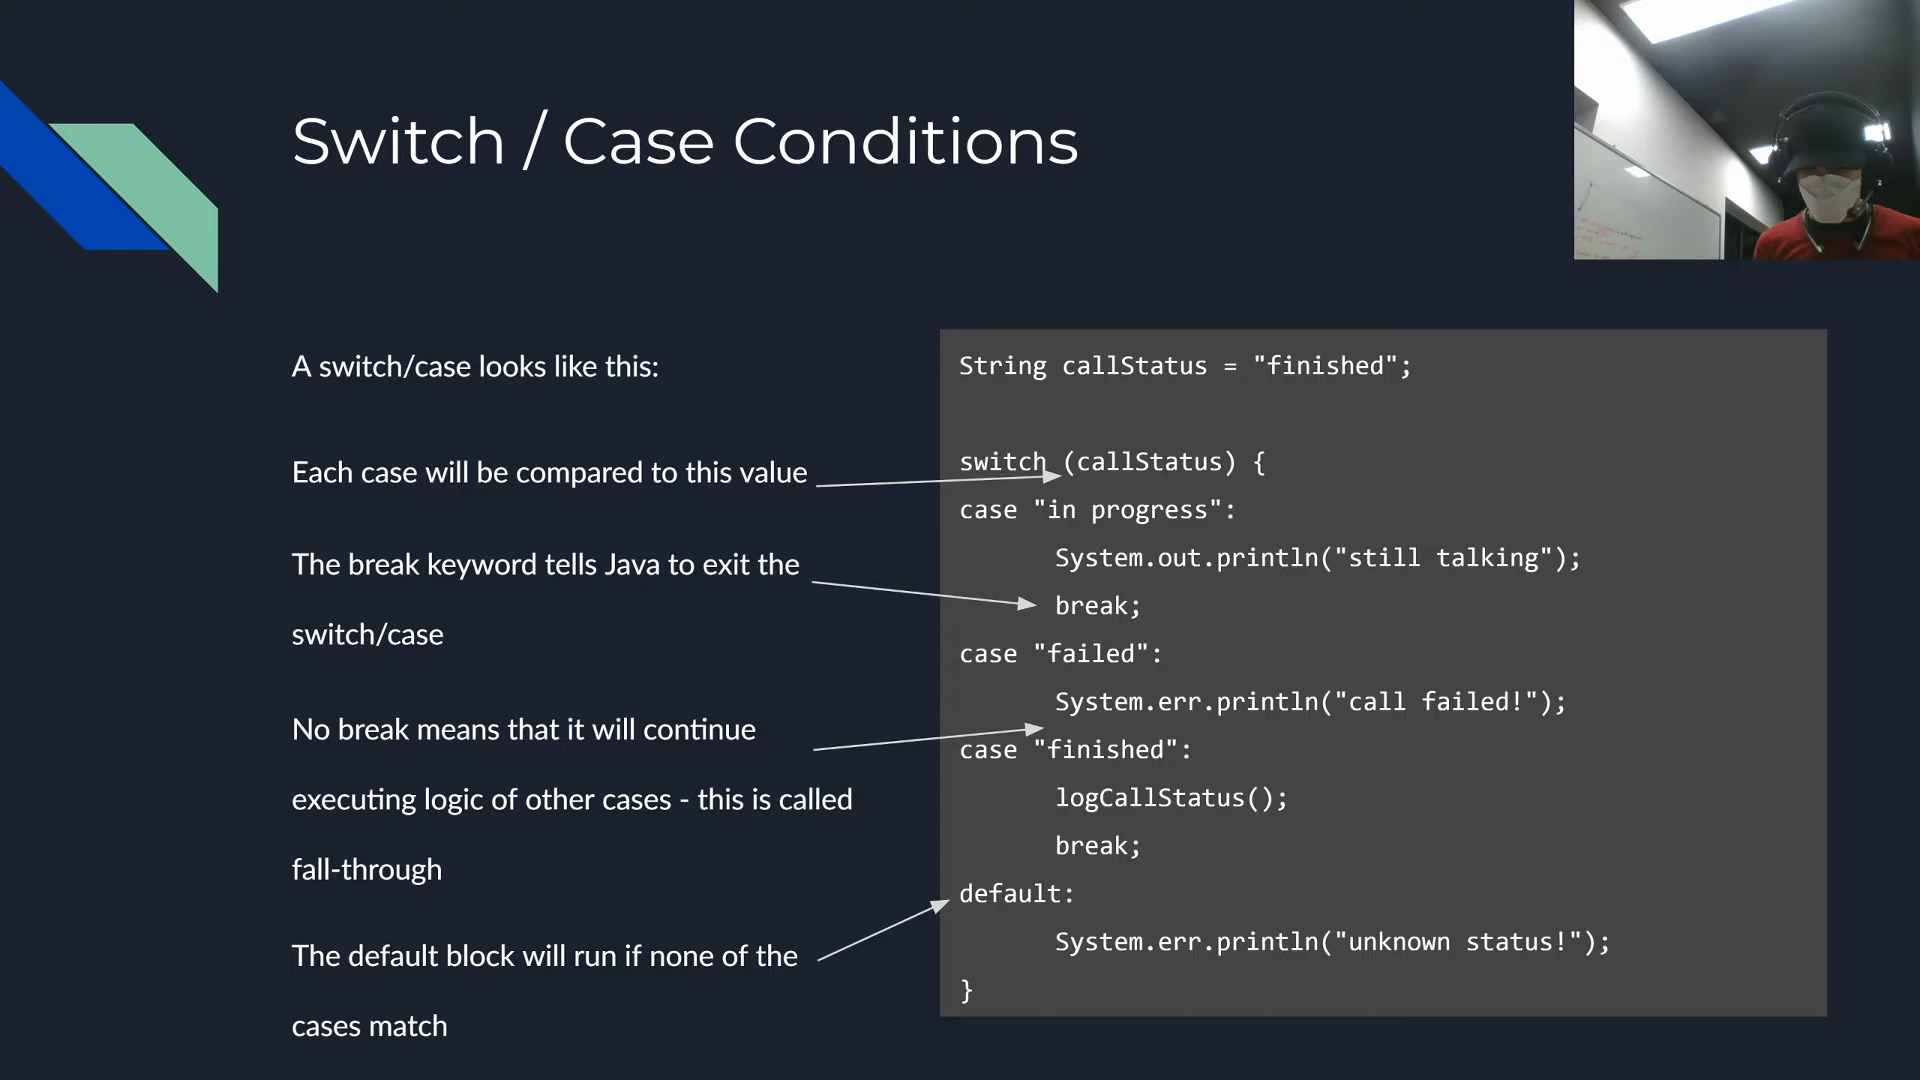 Switch / Case Conditions
A switch/case looks like this:
Each case will be compared to this value
The break keyword tells Java to exit the
switch/case
No break means that it will continue
executing logic of other cases - this is called
fall-through
The default block will run if none of the
cases match
String callStatus = "finished";
switch (callStatus) {
case "in progress":
System.out.println("still talking");
break;
case "failed":
System.err.println("call failed!");
case "finished":
logCallStatus();
break;
default:
System.err.println("unknown status!");
}